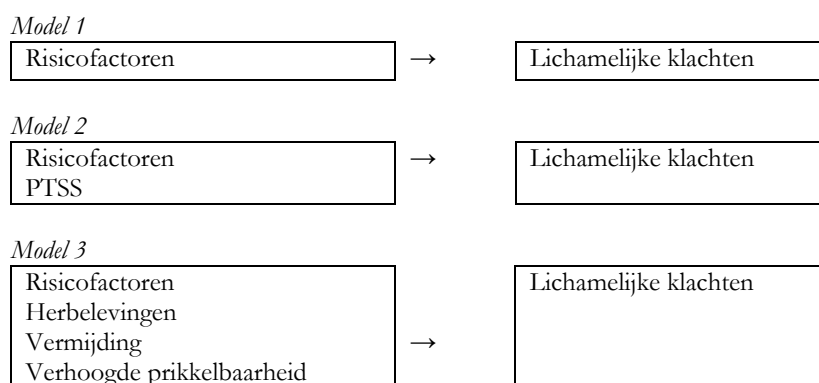 Model 1
Risicofactoren → Lichamelijke klachten
Model 2
Risicofactoren → Lichamelijke klachten
PTSS
Model 3
Risicofactoren Lichamelijke klachten
Herbelevingen
Vermijding →
Verhoogde prikkelbaarheid